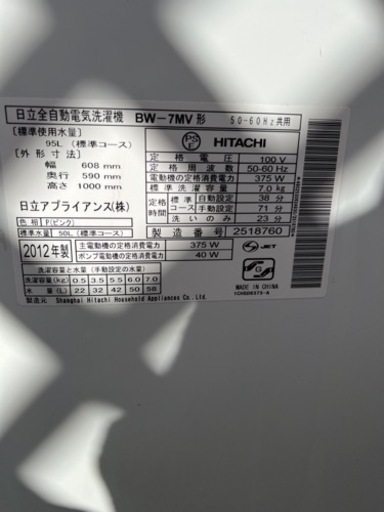 日立全自動電気洗濯機 BW-7MV形 50-60Hz共用
〔標準使用水量〕
95L (標準コース)
〔外形寸法〕
幅 608 mm
奥行 590 mm
高さ 1000 mm
日立アプライアンス(株)
色相 P(ピンク)
標準水量 50L (標準コース)
PSE HITACHI
定格電圧 100 V
定格周波数 50-60 Hz
電動機の定格消費電力 375 W
標準洗濯容量 7.0 kg
定格時間 標準コース 自動設定 38 分
手動設定 71 分
洗いのみ 23 分
製造番号 2518760
2012年製
主電動機の定格消費電力 375 W
ポンプ電動機の定格消費電力 40 W
S JET
洗濯容量と水量 (手動設定の水量)
洗濯容量(kg) 0.5 3.5 5.5 6.0 7.0
水量(L) 22 32 42 50 58
製造元 Shanghai Hitachi Household Appliances Co.,Ltd.
G
MADE IN CHINA